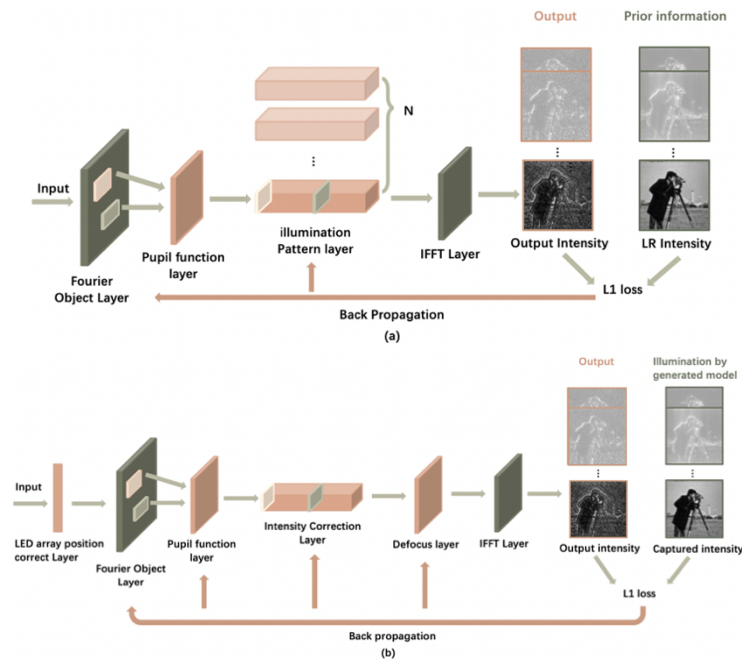 Output
Prior information
N
...
...
...
Input
illumination
Pattern layer
Pupil function
layer
IFFT Layer
Output Intensity
LR Intensity
Fourier
Object Layer
L1 loss
Back Propagation
(a)
Output
Illumination by
generated model
...
...
Input
LED array position
correct Layer
Fourier Object
Layer
Pupil function
layer
Intensity Correction
Layer
Defocus layer
IFFT Layer
Output intensity
Captured intensity
L1 loss
Back propagation
(b)